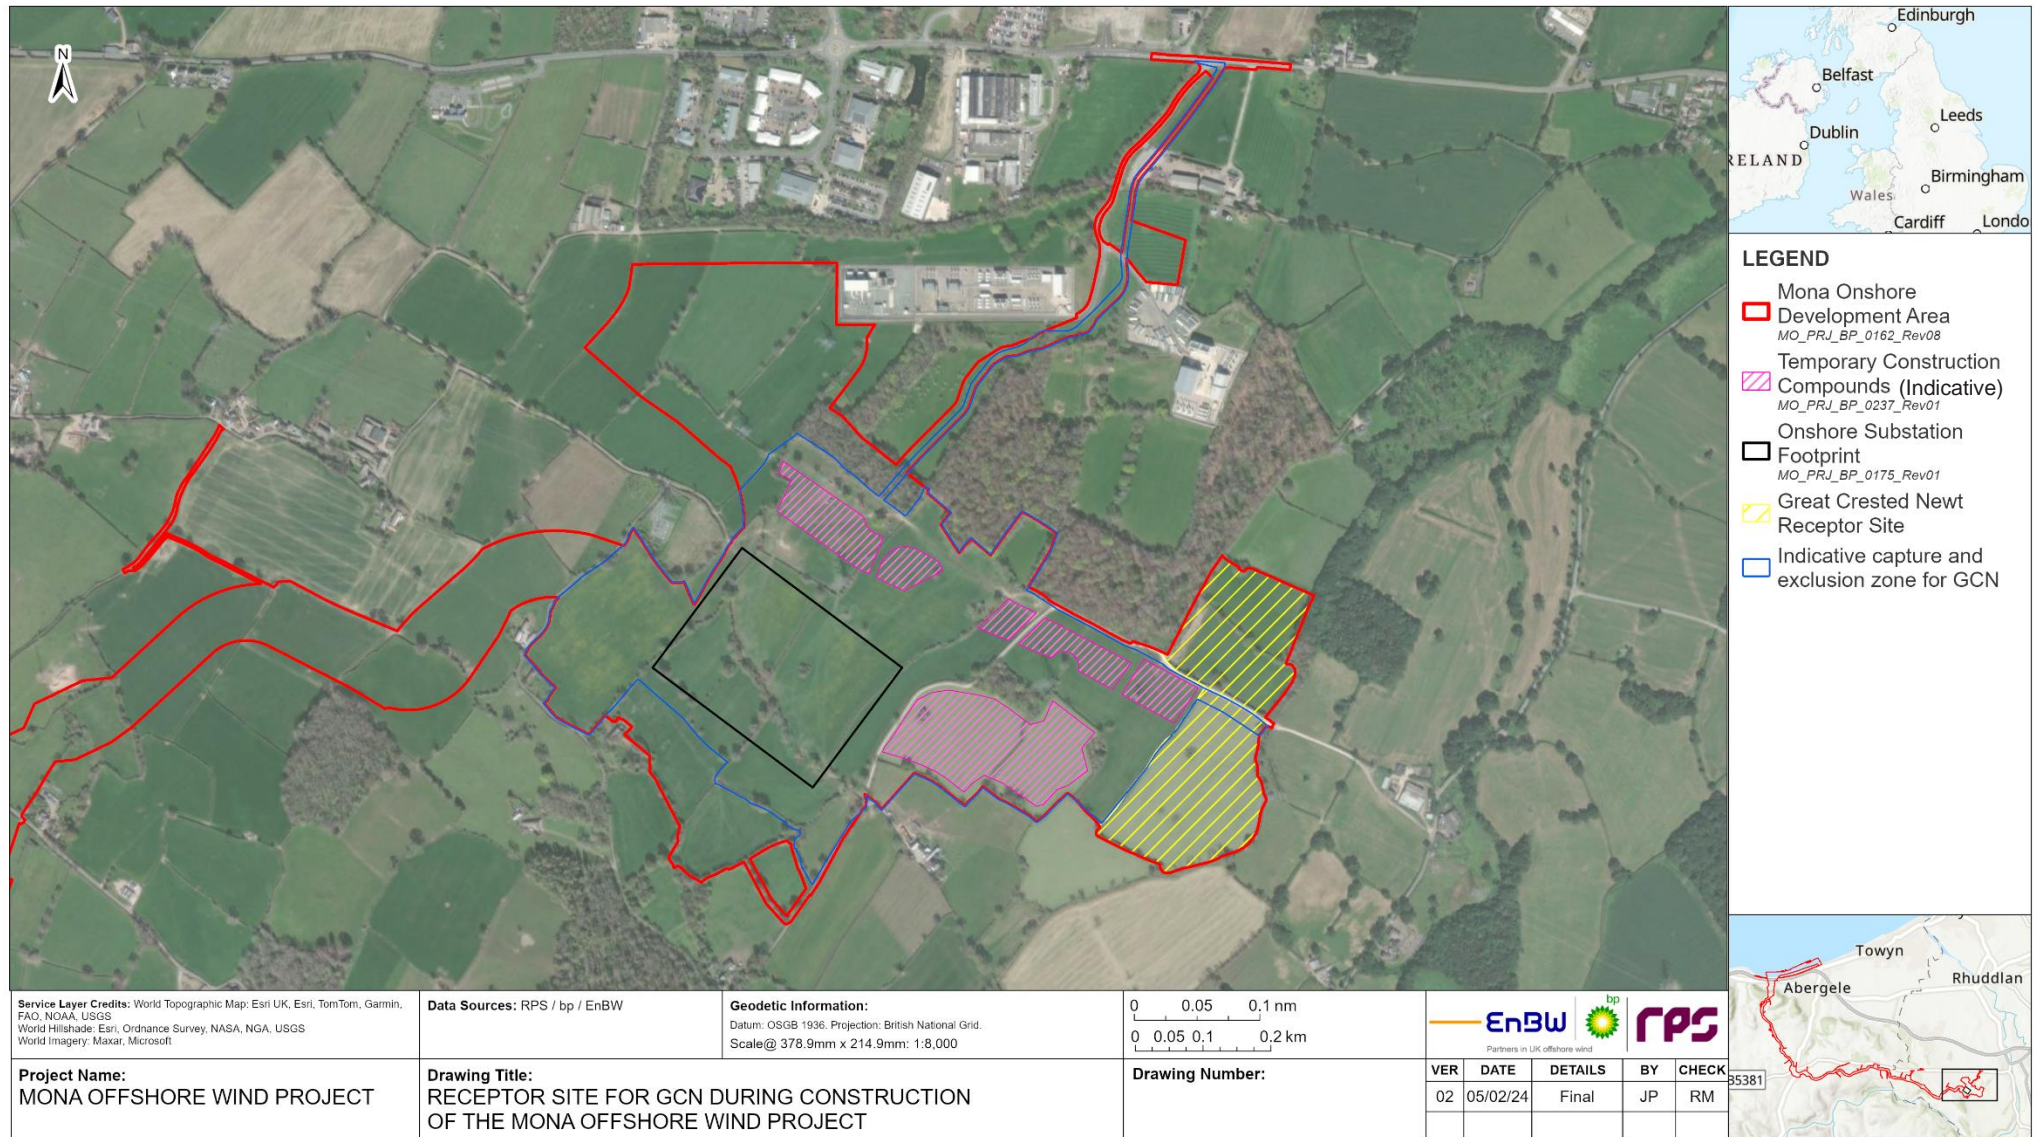 N
Edinburgh
Belfast
Leeds
Dublin
RELAND
Birmingham
Wales
Cardiff
Londo
LEGEND
Mona Onshore
Development Area
MO_PRJ_BP_0162_Rev08
Temporary Construction
Compounds (Indicative)
MO_PRJ_BP_0237_Rev01
Onshore Substation
Footprint
MO_PRJ_BP_0175_Rev01
Great Crested Newt
Receptor Site
Indicative capture and
exclusion zone for GCN
Towyn
Rhuddlan
Abergele
B5381
Service Layer Credits: World Topographic Map: Esri UK, Esri, TomTom, Garmin,
FAO, NOAA, USGS
World Hillshade: Esri, Ordnance Survey, NASA, NGA, USGS
World Imagery: Maxar, Microsoft
Data Sources: RPS / bp / EnBW
Geodetic Information:
Datum: OSGB 1936. Projection: British National Grid.
Scale@ 378.9mm x 214.9mm: 1:8,000
0 0.05 0.1 nm
0 0.05 0.1 0.2 km
EnBW
bp
rps
Partners in UK offshore wind
Project Name:
MONA OFFSHORE WIND PROJECT
Drawing Title:
RECEPTOR SITE FOR GCN DURING CONSTRUCTION
OF THE MONA OFFSHORE WIND PROJECT
Drawing Number:
VER DATE DETAILS BY CHECK
02 05/02/24 Final JP RM